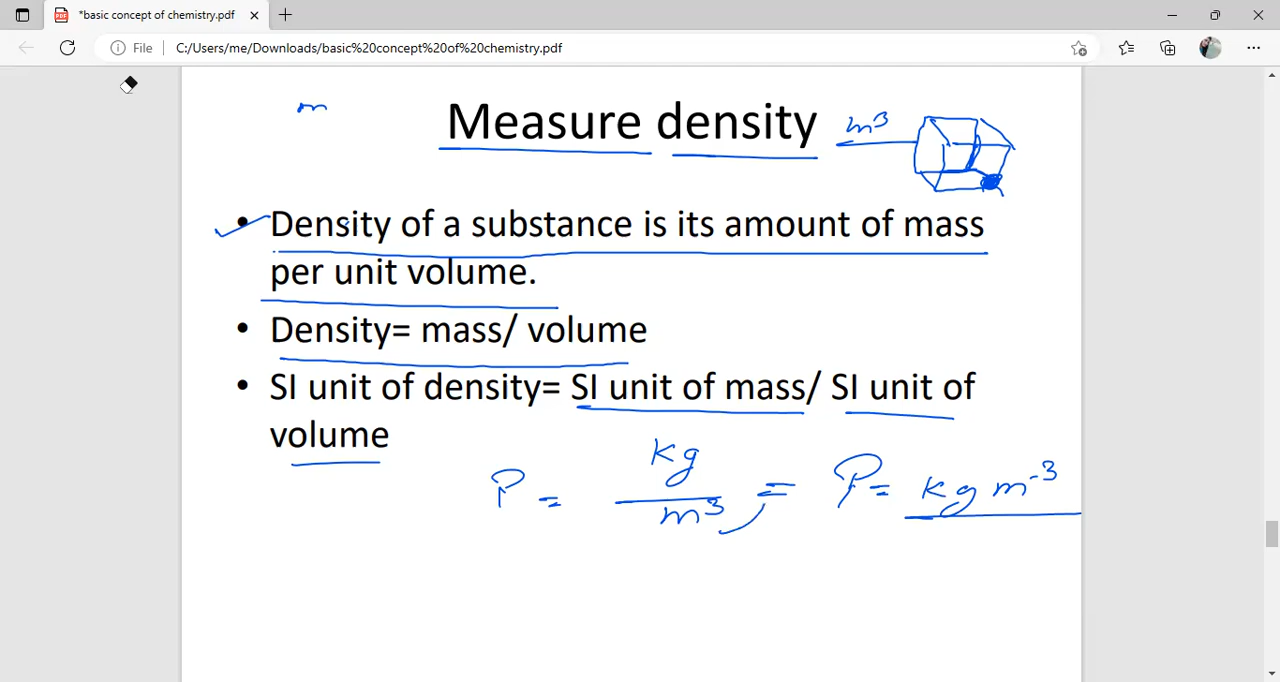 *basic concept of chemistry.pdf
File C:/Users/me/Downloads/basic%20concept%20of%20chemistry.pdf
m
Measure density
m³
• Density of a substance is its amount of mass
per unit volume.
• Density= mass/ volume
• SI unit of density= SI unit of mass/ SI unit of
volume
P = kg / m³ = P = kg m⁻³